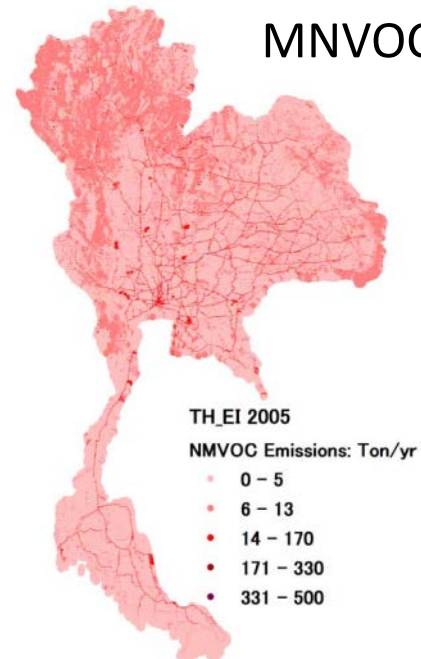 MNVOC
TH_EI 2005
NMVOC Emissions: Ton/yr
0 – 5
6 – 13
14 – 170
171 – 330
331 – 500